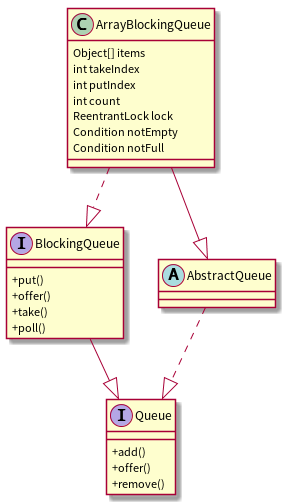 C ArrayBlockingQueue
Object[] items
int takeIndex
int putIndex
int count
ReentrantLock lock
Condition notEmpty
Condition notFull
I BlockingQueue
+put()
+offer()
+take()
+poll()
A AbstractQueue
I Queue
+add()
+offer()
+remove()